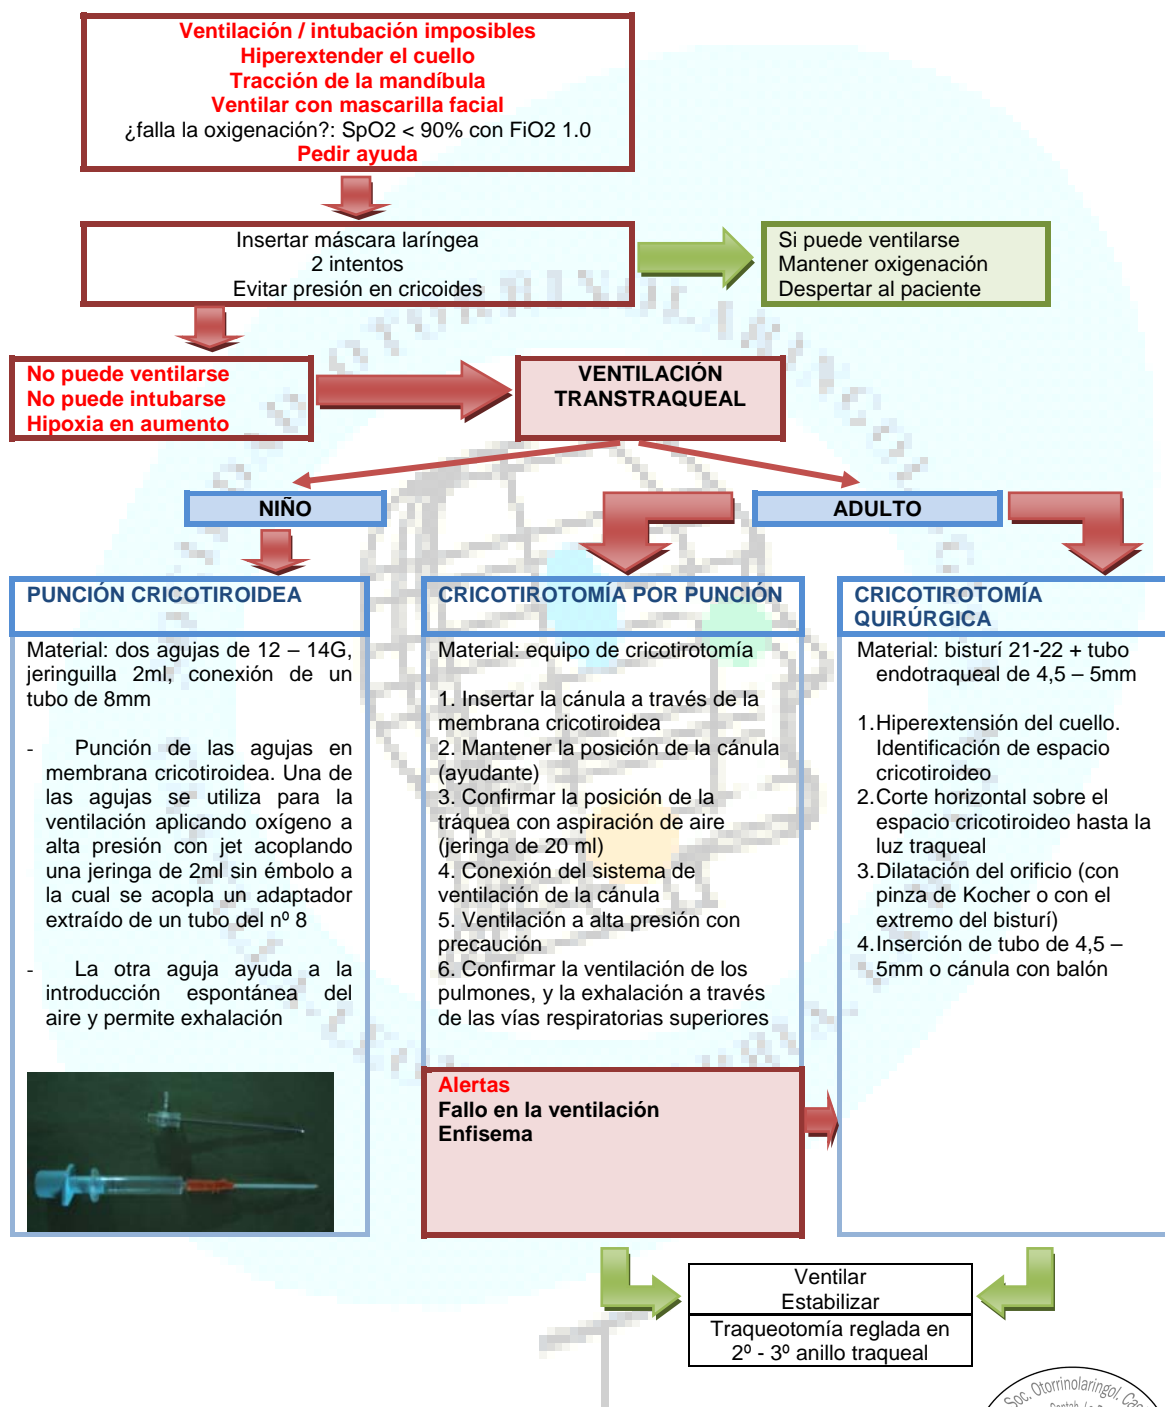 Ventilación / intubación imposibles
Hiperextender el cuello
Tracción de la mandíbula
Ventilar con mascarilla facial
¿falla la oxigenación?: SpO2 < 90% con FiO2 1.0
Pedir ayuda
Insertar máscara laríngea
2 intentos
Evitar presión en cricoides
Si puede ventilarse
Mantener oxigenación
Despertar al paciente
No puede ventilarse
No puede intubarse
Hipoxia en aumento
VENTILACIÓN
TRANSTRAQUEAL
NIÑO
ADULTO
PUNCIÓN CRICOTIROIDEA
Material: dos agujas de 12 – 14G,
jeringuilla 2ml, conexión de un
tubo de 8mm
- Punción de las agujas en
membrana cricotiroidea. Una de
las agujas se utiliza para la
ventilación aplicando oxígeno a
alta presión con jet acoplando
una jeringa de 2ml sin émbolo a
la cual se acopla un adaptador
extraído de un tubo del nº 8
- La otra aguja ayuda a la
introducción espontánea del
aire y permite exhalación
CRICOTIROTOMÍA POR PUNCIÓN
Material: equipo de cricotirotomía
1. Insertar la cánula a través de la
membrana cricotiroidea
2. Mantener la posición de la cánula
(ayudante)
3. Confirmar la posición de la
tráquea con aspiración de aire
(jeringa de 20 ml)
4. Conexión del sistema de
ventilación de la cánula
5. Ventilación a alta presión con
precaución
6. Confirmar la ventilación de los
pulmones, y la exhalación a través
de las vías respiratorias superiores
Alertas
Fallo en la ventilación
Enfisema
CRICOTIROTOMÍA
QUIRÚRGICA
Material: bisturí 21-22 + tubo
endotraqueal de 4,5 – 5mm
1.Hiperextensión del cuello.
Identificación de espacio
cricotiroideo
2.Corte horizontal sobre el
espacio cricotiroideo hasta la
luz traqueal
3.Dilatación del orificio (con
pinza de Kocher o con el
extremo del bisturí)
4.Inserción de tubo de 4,5 –
5mm o cánula con balón
Ventilar
Estabilizar
Traqueotomía reglada en
2º - 3º anillo traqueal
Soc. Otorrinolaringol.